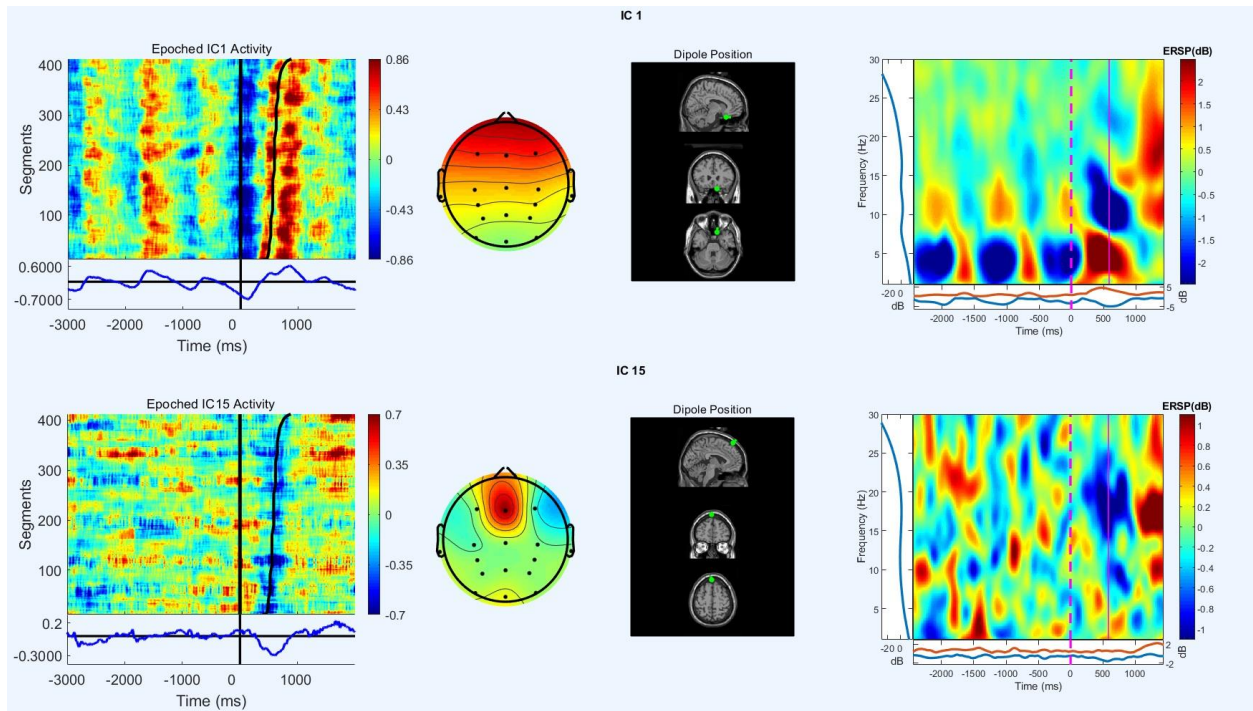 IC 1
Epoched IC1 Activity
Dipole Position
ERSP(dB)
400
300
200
100
Segments
0.86
0.43
0
-0.43
-0.86
0.6000
-0.7000
-3000 -2000 -1000 0 1000
Time (ms)
30
25
20
15
10
5
Frequency (Hz)
2
1.5
1
0.5
0
-0.5
-1
-1.5
-2
-20 0
dB
5
-5
dB
-2000 -1500 -1000 -500 0 500 1000
Time (ms)
IC 15
Epoched IC15 Activity
Dipole Position
ERSP(dB)
400
300
200
100
Segments
0.7
0.35
0
-0.35
-0.7
0.2
-0.3000
-3000 -2000 -1000 0 1000
Time (ms)
30
25
20
15
10
5
Frequency (Hz)
1
0.8
0.6
0.4
0.2
0
-0.2
-0.4
-0.6
-0.8
-1
-20 0
dB
2
-2
dB
-2000 -1500 -1000 -500 0 500 1000
Time (ms)